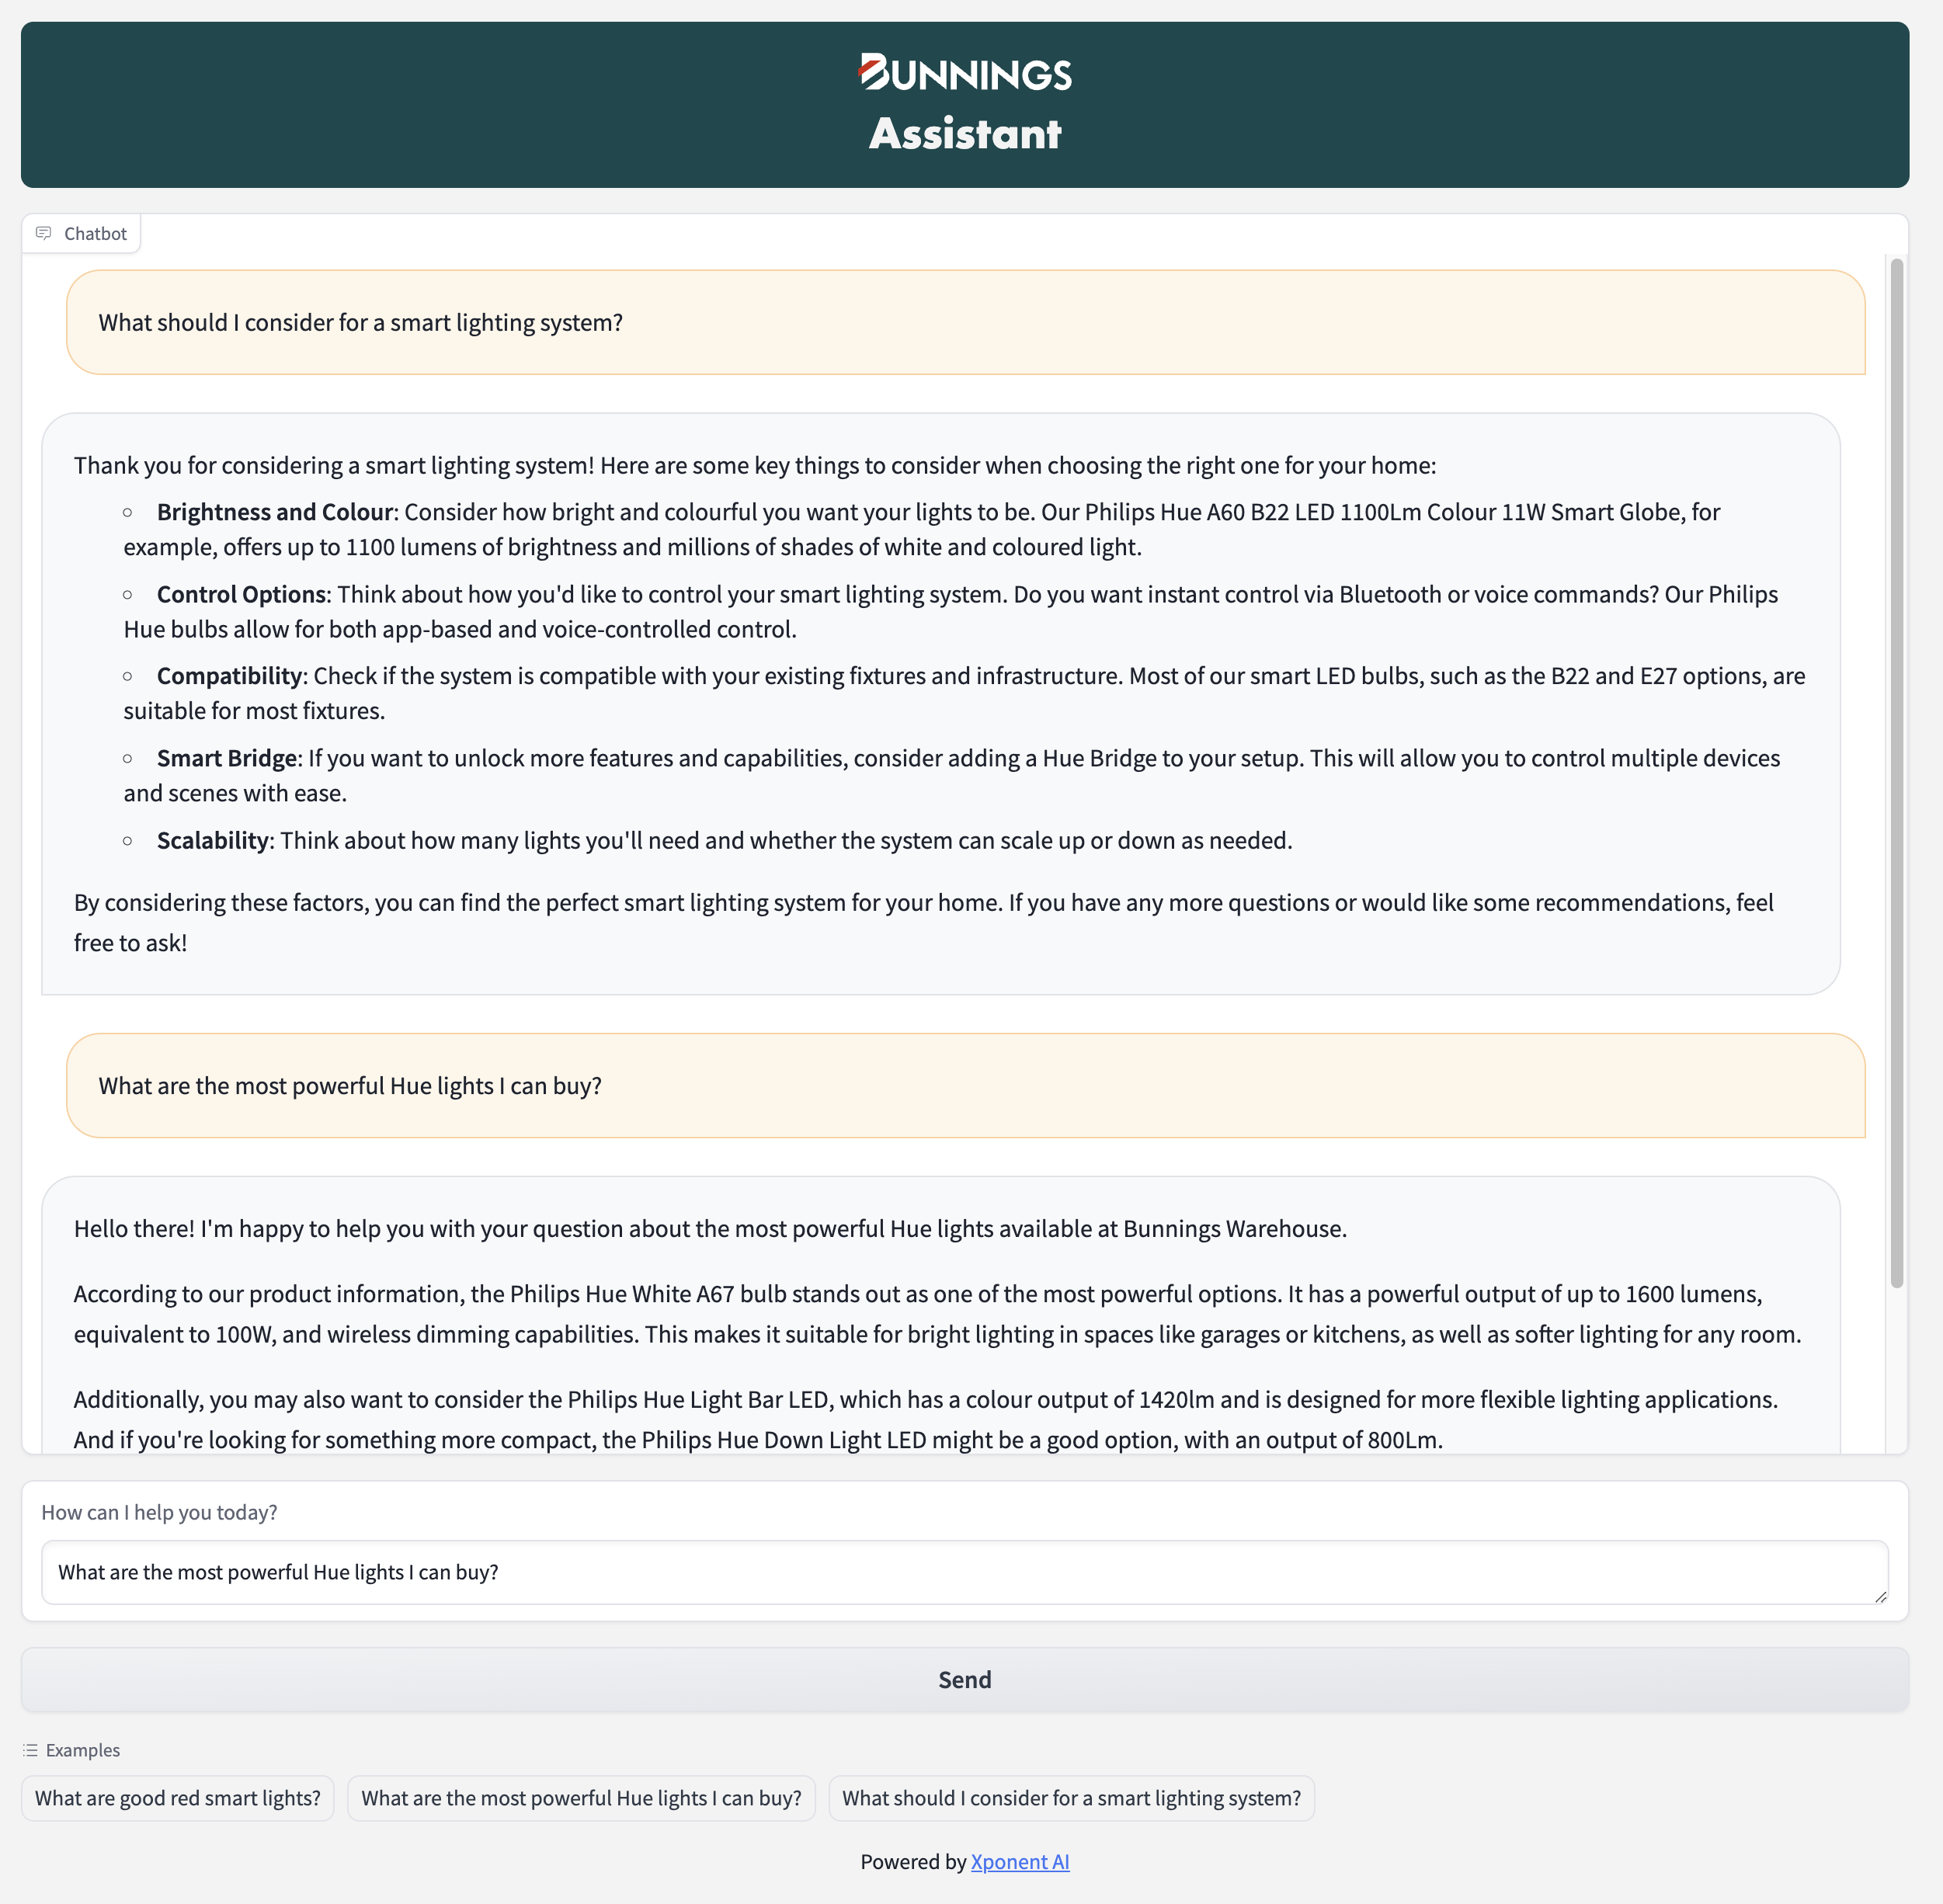 BUNNINGS
Assistant
Chatbot
What should I consider for a smart lighting system?
Thank you for considering a smart lighting system! Here are some key things to consider when choosing the right one for your home:
○ Brightness and Colour: Consider how bright and colourful you want your lights to be. Our Philips Hue A60 B22 LED 1100Lm Colour 11W Smart Globe, for
example, offers up to 1100 lumens of brightness and millions of shades of white and coloured light.
○ Control Options: Think about how you'd like to control your smart lighting system. Do you want instant control via Bluetooth or voice commands? Our Philips
Hue bulbs allow for both app-based and voice-controlled control.
○ Compatibility: Check if the system is compatible with your existing fixtures and infrastructure. Most of our smart LED bulbs, such as the B22 and E27 options, are
suitable for most fixtures.
○ Smart Bridge: If you want to unlock more features and capabilities, consider adding a Hue Bridge to your setup. This will allow you to control multiple devices
and scenes with ease.
○ Scalability: Think about how many lights you'll need and whether the system can scale up or down as needed.
By considering these factors, you can find the perfect smart lighting system for your home. If you have any more questions or would like some recommendations, feel
free to ask!
What are the most powerful Hue lights I can buy?
Hello there! I'm happy to help you with your question about the most powerful Hue lights available at Bunnings Warehouse.
According to our product information, the Philips Hue White A67 bulb stands out as one of the most powerful options. It has a powerful output of up to 1600 lumens,
equivalent to 100W, and wireless dimming capabilities. This makes it suitable for bright lighting in spaces like garages or kitchens, as well as softer lighting for any room.
Additionally, you may also want to consider the Philips Hue Light Bar LED, which has a colour output of 1420lm and is designed for more flexible lighting applications.
And if you're looking for something more compact, the Philips Hue Down Light LED might be a good option, with an output of 800Lm.
How can I help you today?
What are the most powerful Hue lights I can buy?
Send
Examples
What are good red smart lights? What are the most powerful Hue lights I can buy? What should I consider for a smart lighting system?
Powered by Xponent AI